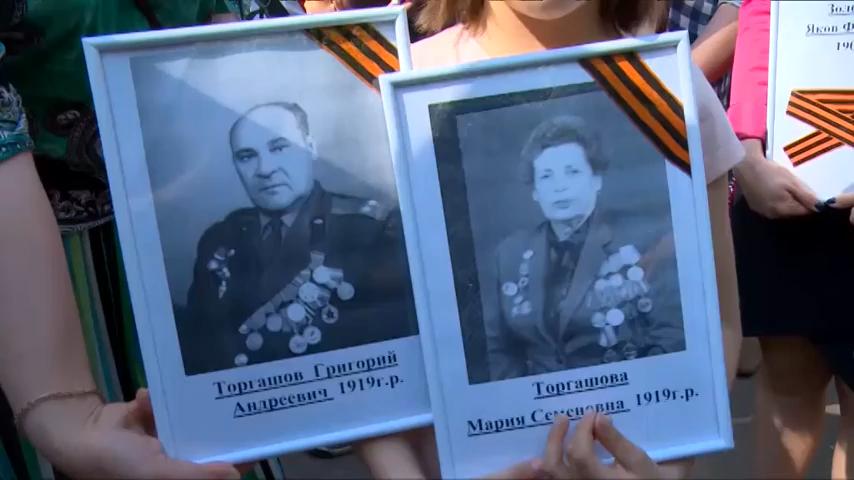 Торгашов Григорий
Андреевич 1919г.р.
Торгашова
Мария Семеновна 1919г.р.